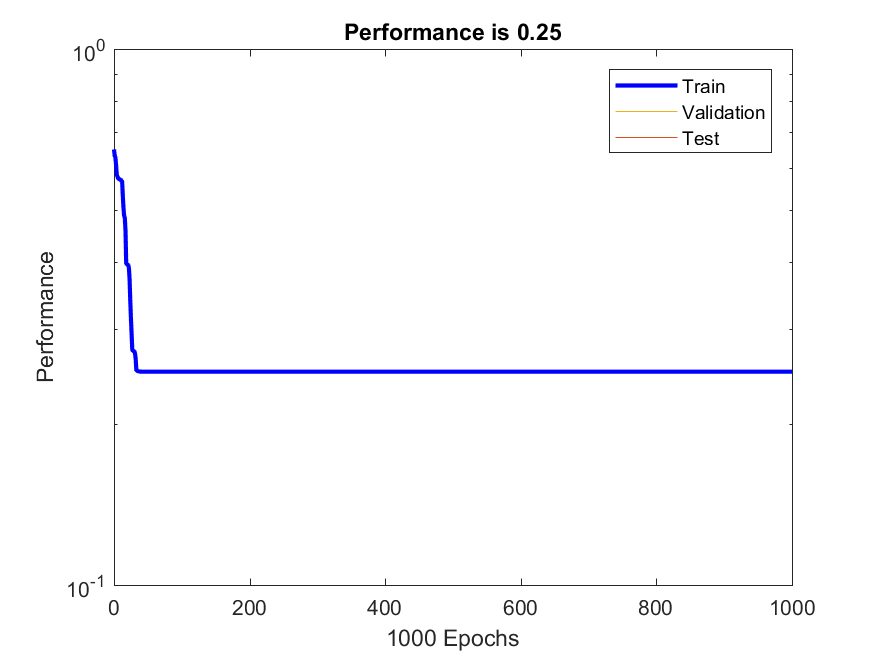 Performance is 0.25
10^0
Train
Validation
Test
Performance
10^-1
0 200 400 600 800 1000
1000 Epochs